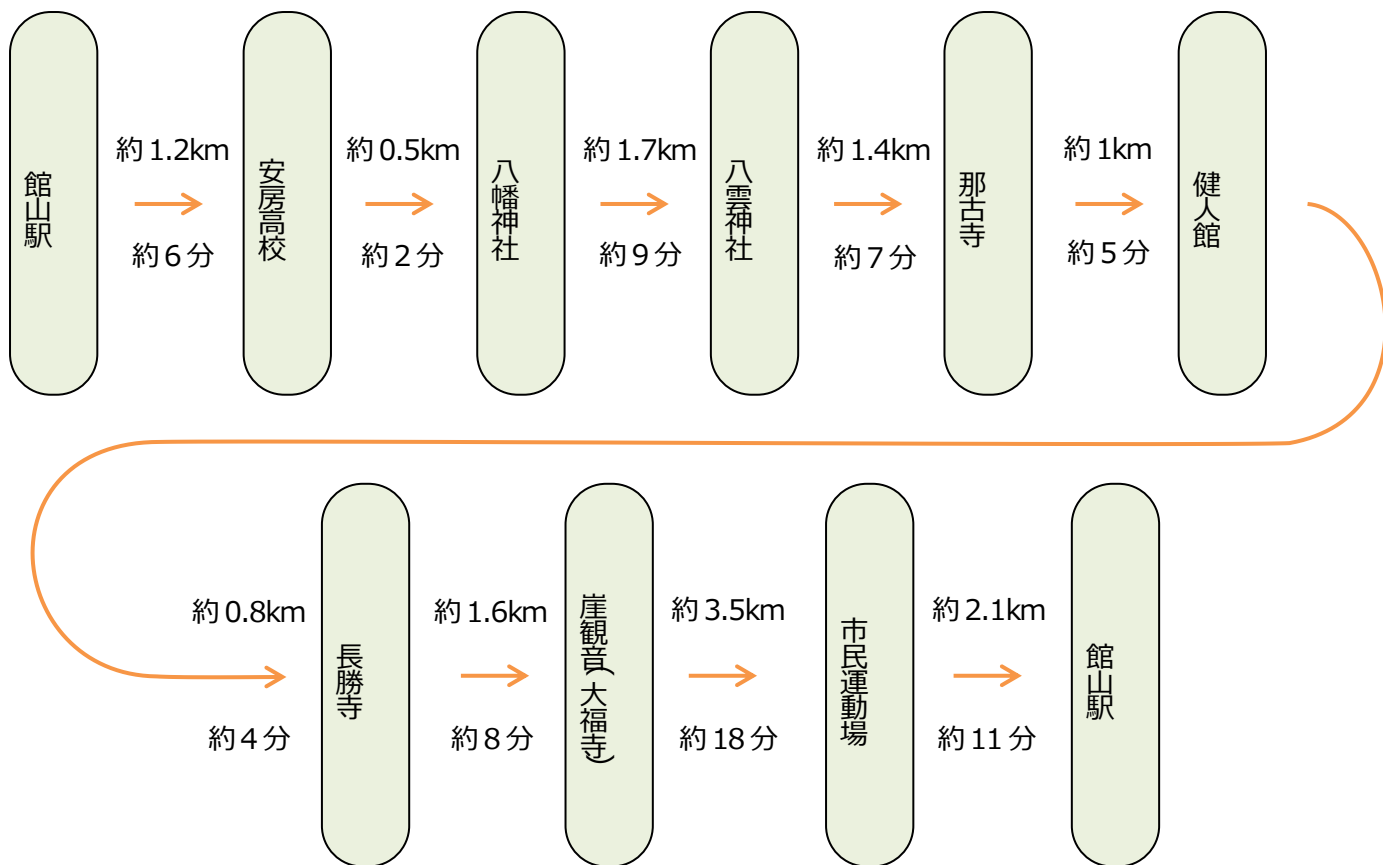 館山駅
約 1.2km
約 6 分
安房高校
約 0.5km
約 2 分
八幡神社
約 1.7km
約 9 分
八雲神社
約 1.4km
約 7 分
那古寺
約 1km
約 5 分
健人館
約 0.8km
約 4 分
長勝寺
約 1.6km
約 8 分
崖観音(大福寺)
約 3.5km
約 18 分
市民運動場
約 2.1km
約 11 分
館山駅